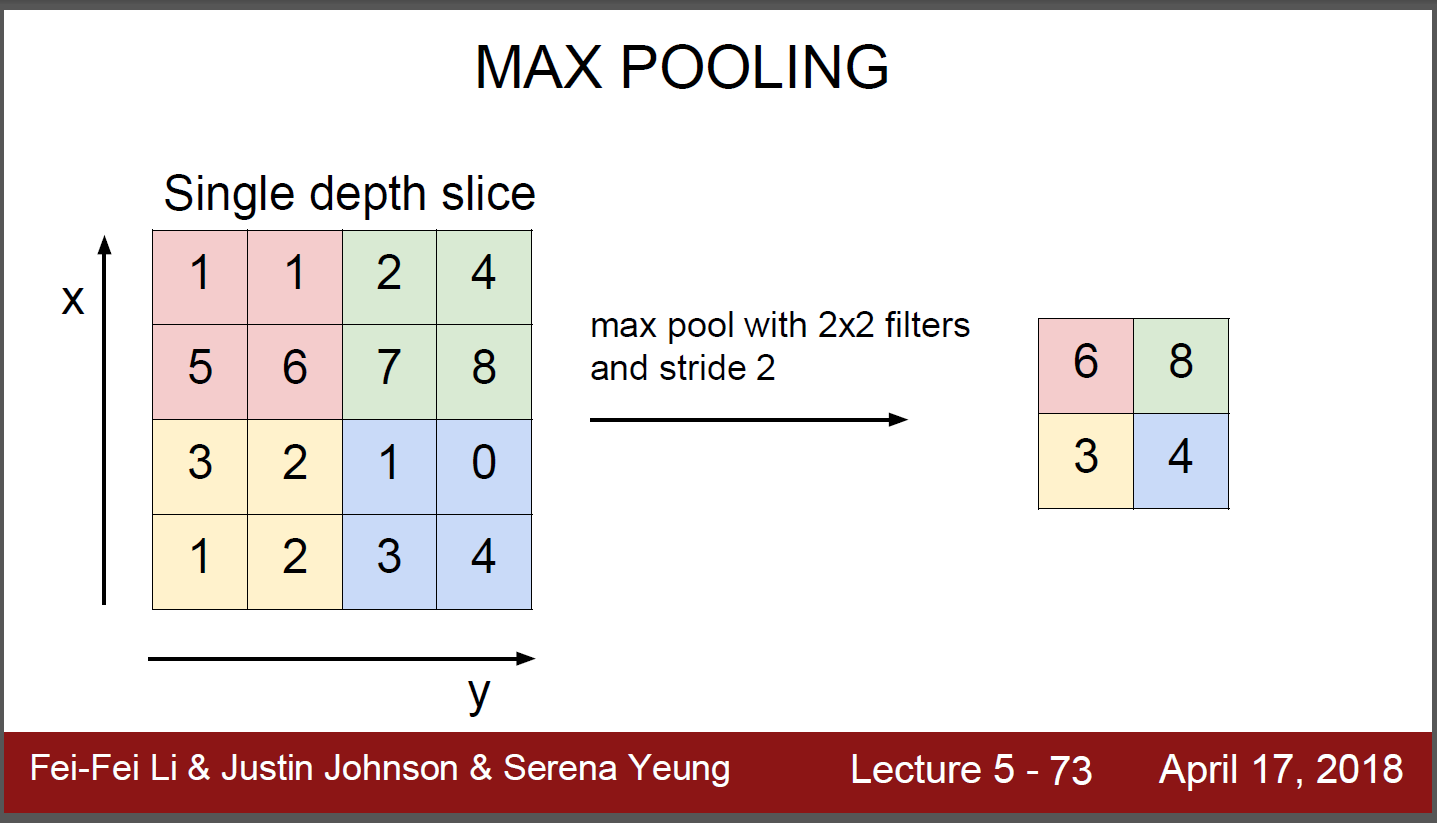 MAX POOLING
Single depth slice
x
1 1 2 4
5 6 7 8
3 2 1 0
1 2 3 4
y
max pool with 2x2 filters
and stride 2
6 8
3 4
Fei-Fei Li & Justin Johnson & Serena Yeung
Lecture 5 - 73
April 17, 2018